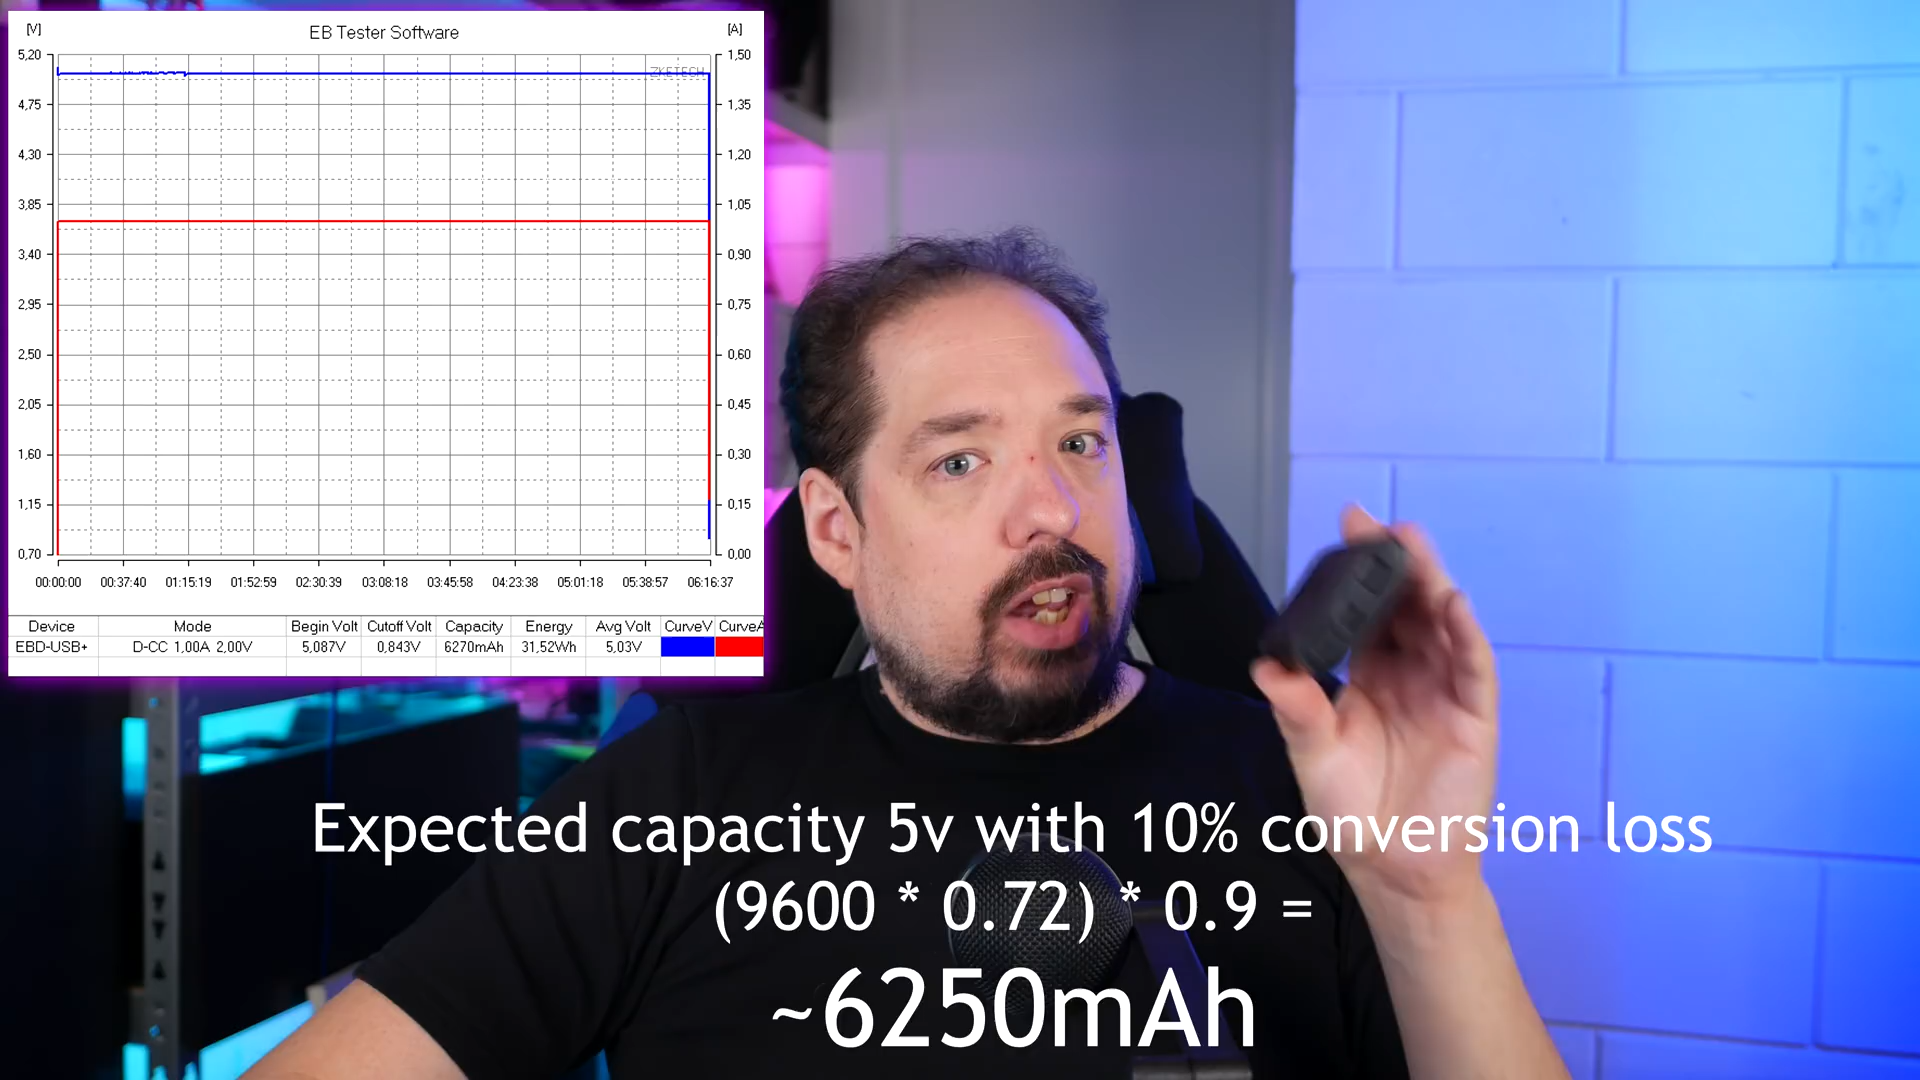 [V]
EB Tester Software
[A]
ZKETECH
5,20
4,75
4,30
3,85
3,40
2,95
2,50
2,05
1,60
1,15
0,70
1,50
1,35
1,20
1,05
0,90
0,75
0,60
0,45
0,30
0,15
0,00
00:00:00 00:37:40 01:15:19 01:52:59 02:30:39 03:08:18 03:45:58 04:23:38 05:01:18 05:38:57 06:16:37
Device Mode Begin Volt Cutoff Volt Capacity Energy Avg Volt CurveV CurveA
EBD-USB+ D-CC 1,00A 2,00V 5,087V 0,843V 6270mAh 31,52Wh 5,03V
Expected capacity 5v with 10% conversion loss
(9600 * 0.72) * 0.9 =
~6250mAh